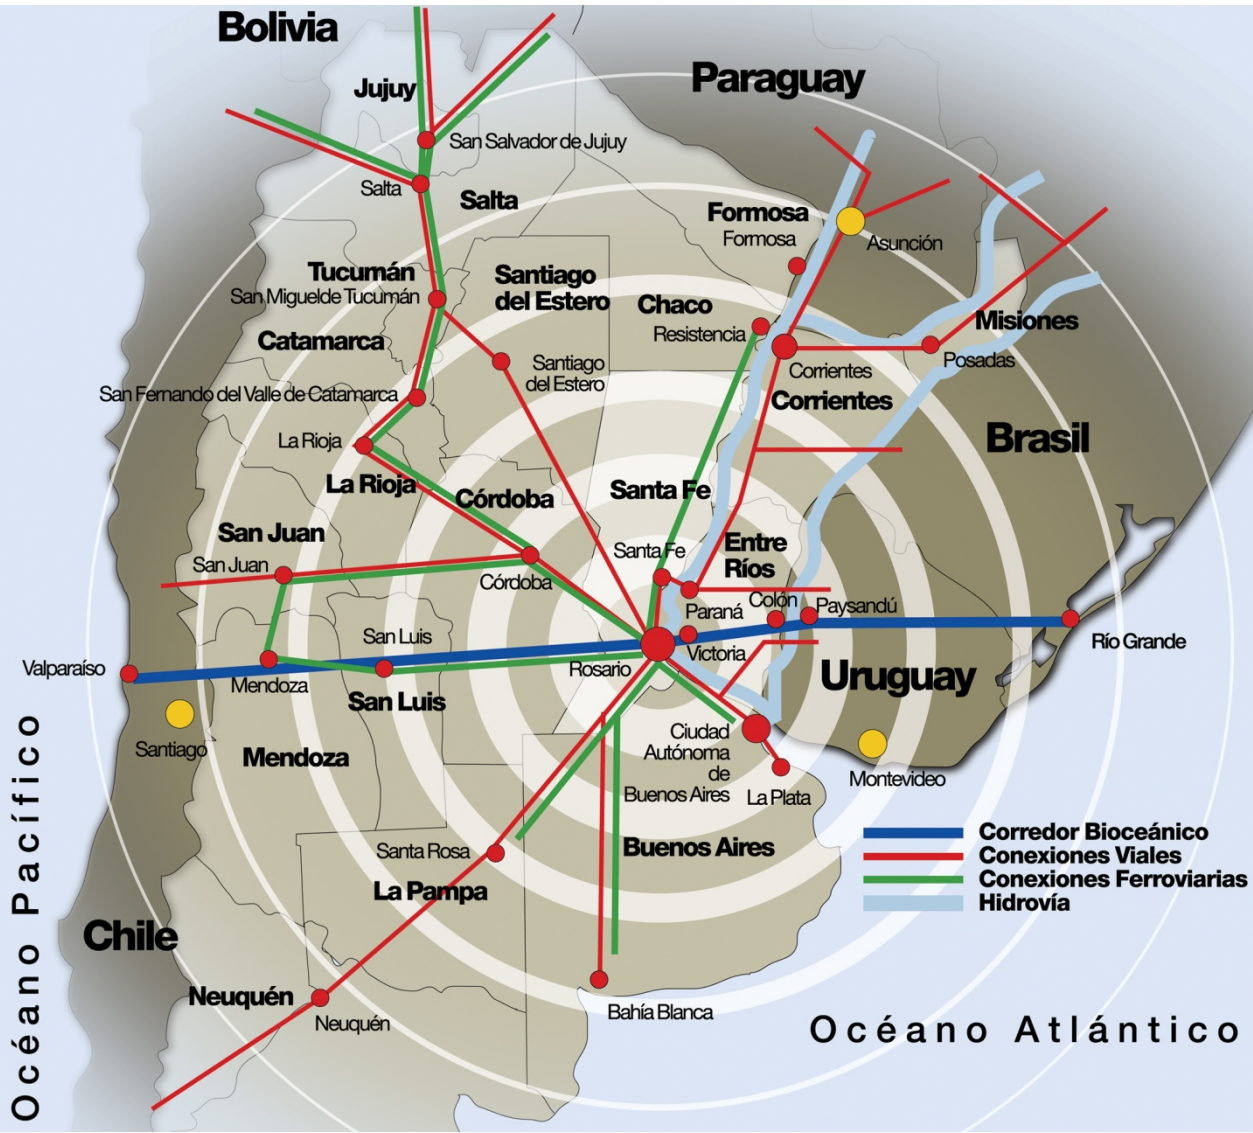 Bolivia
Paraguay
Jujuy
San Salvador de Jujuy
Salta
Salta
Formosa
Formosa
Asunción
Tucumán
San Miguelde Tucumán
Santiago
del Estero
Chaco
Resistencia
Misiones
Catamarca
Santiago
del Estero
Corrientes
Posadas
San Fernando del Valle de Catamarca
Corrientes
La Rioja
Brasil
La Rioja
Córdoba
Santa Fe
San Juan
San Juan
Santa Fe
Entre
Ríos
Córdoba
Paraná
Colón
Paysandú
San Luis
Río Grande
Valparaíso
Mendoza
Rosario
Victoria
San Luis
Uruguay
Santiago
Mendoza
Ciudad
Autónoma
de
Buenos Aires
La Plata
Montevideo
Buenos Aires
Santa Rosa
La Pampa
Corredor Bioceánico
Conexiones Viales
Conexiones Ferroviarias
Hidrovía
Chile
Neuquén
Neuquén
Bahía Blanca
Océano Pacífico
Océano Atlántico